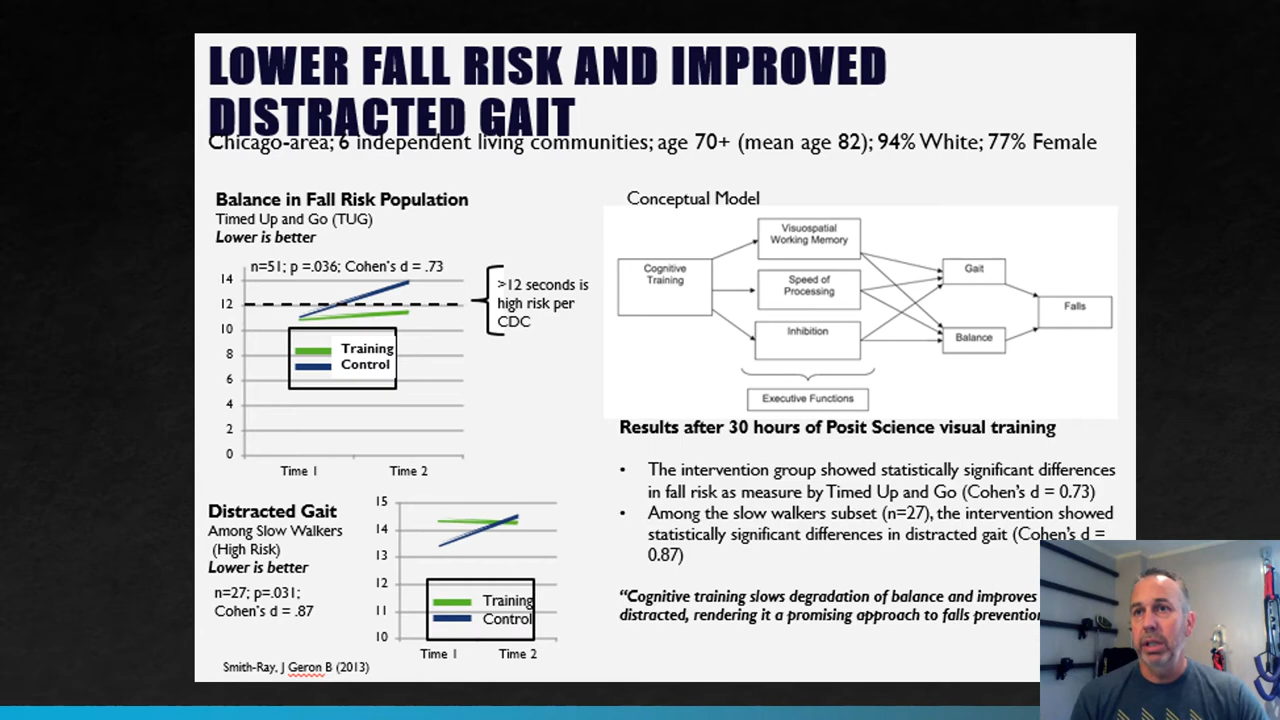 LOWER FALL RISK AND IMPROVED
DISTRACTED GAIT
Chicago-area; 6 independent living communities; age 70+ (mean age 82); 94% White; 77% Female
Balance in Fall Risk Population
Timed Up and Go (TUG)
Lower is better
n=51; p =.036; Cohen's d = .73
14
12
10
8
6
4
2
0
Training
Control
Time 1
Time 2
>12 seconds is
high risk per
CDC
Distracted Gait
Among Slow Walkers
(High Risk)
Lower is better
n=27; p=.031;
Cohen's d = .87
15
14
13
12
11
10
Training
Control
Time 1
Time 2
Smith-Ray, J Geron B (2013)
Conceptual Model
Cognitive
Training
Visuospatial
Working Memory
Speed of
Processing
Inhibition
Executive Functions
Gait
Balance
Falls
Results after 30 hours of Posit Science visual training
• The intervention group showed statistically significant differences
in fall risk as measure by Timed Up and Go (Cohen's d = 0.73)
• Among the slow walkers subset (n=27), the intervention showed
statistically significant differences in distracted gait (Cohen's d =
0.87)
“Cognitive training slows degradation of balance and improves
distracted, rendering it a promising approach to falls